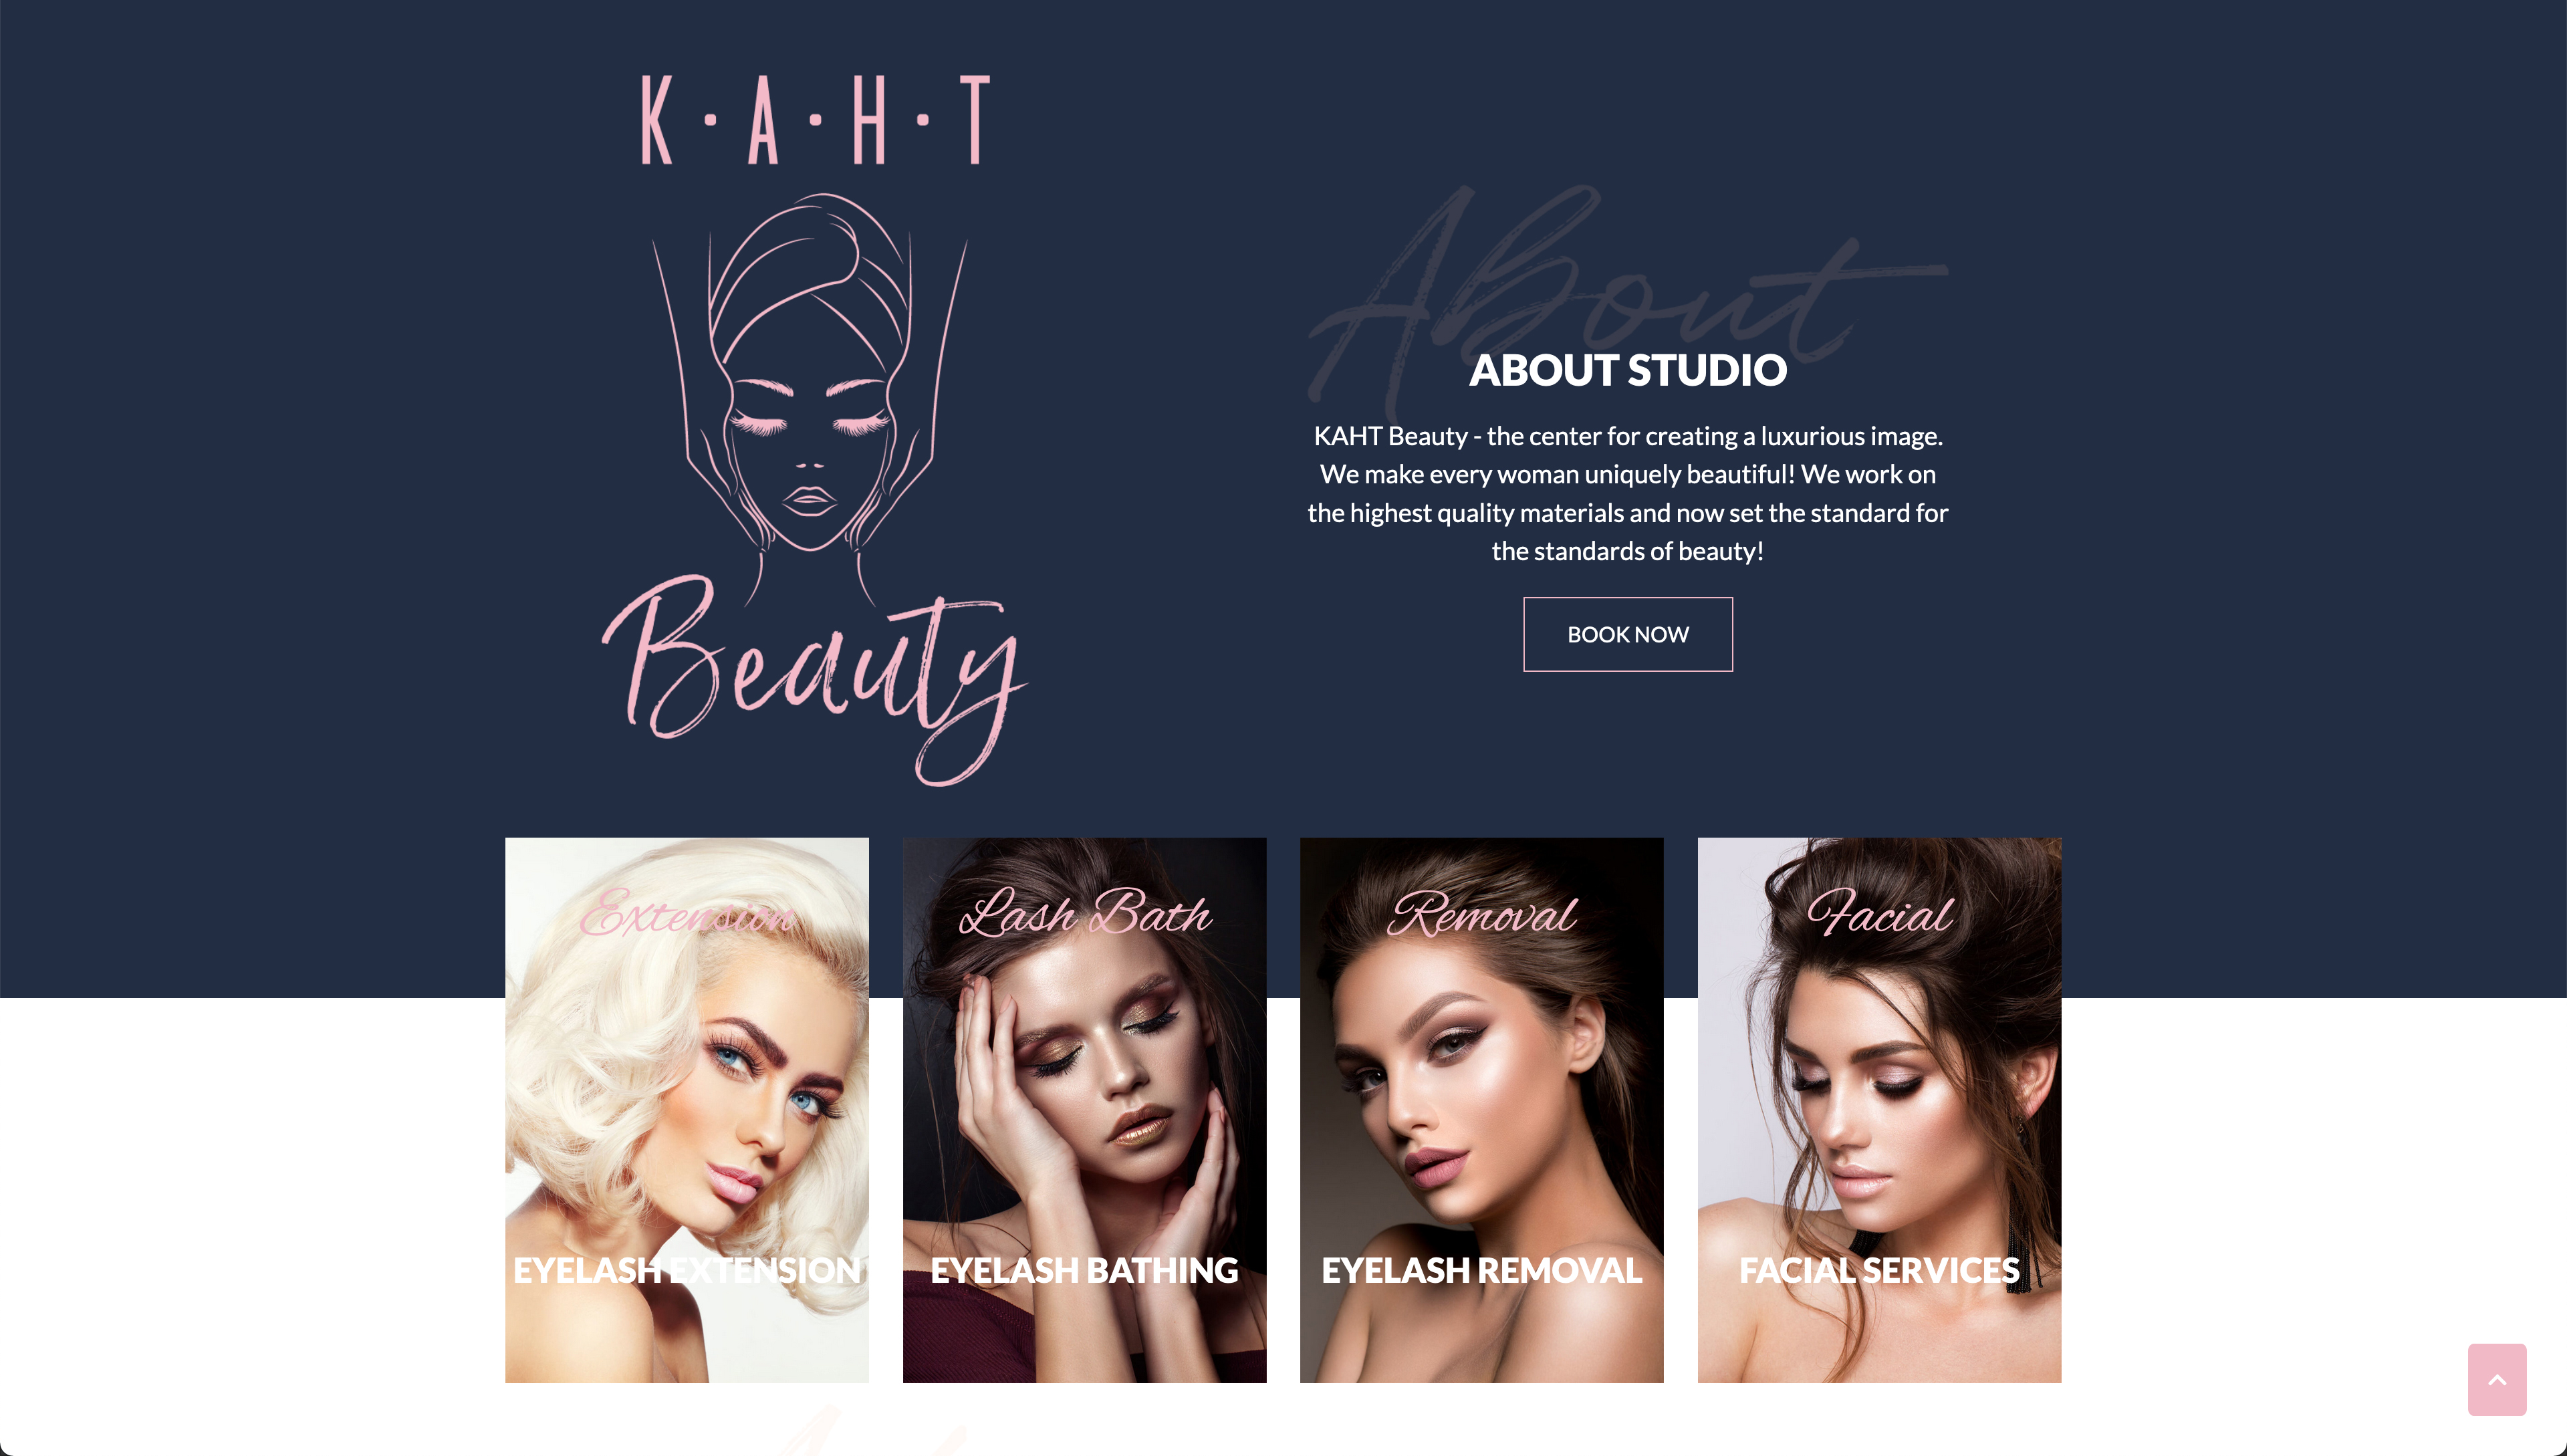 K·A·H·T
Beauty
About
ABOUT STUDIO
KAHT Beauty - the center for creating a luxurious image.
We make every woman uniquely beautiful! We work on
the highest quality materials and now set the standard for
the standards of beauty!
BOOK NOW
Extension
EYELASH EXTENSION
Lash Bath
EYELASH BATHING
Removal
EYELASH REMOVAL
Facial
FACIAL SERVICES